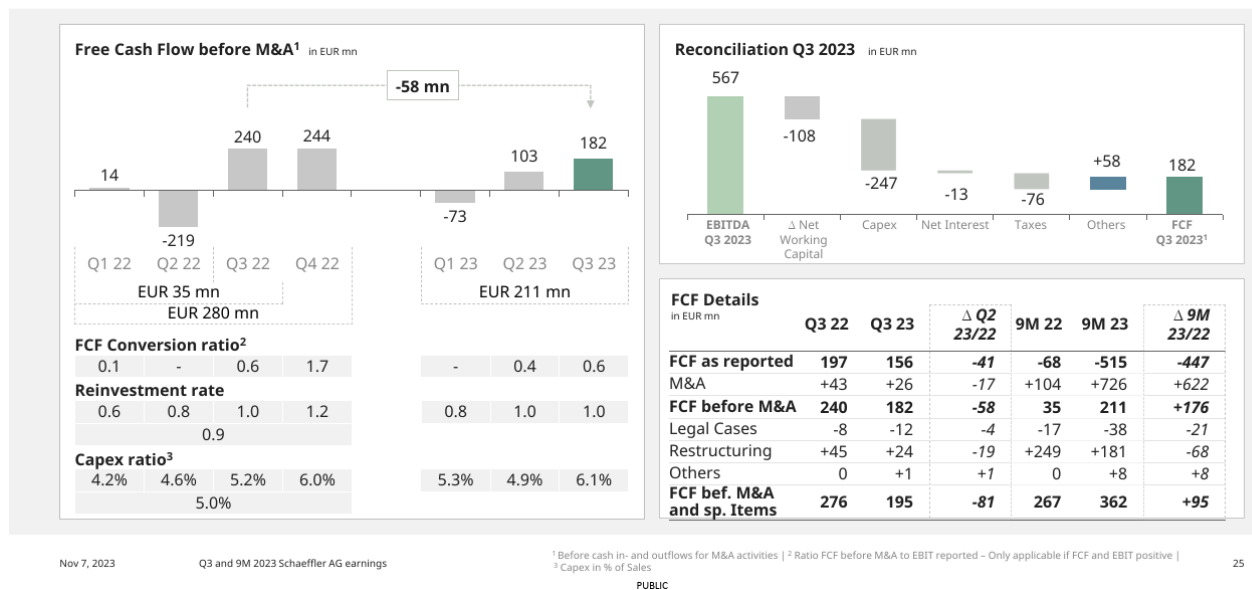 Free Cash Flow before M&A¹ in EUR mn
-58 mn
14
-219
240
244
-73
103
182
Q1 22 Q2 22 Q3 22 Q4 22 Q1 23 Q2 23 Q3 23
EUR 35 mn EUR 211 mn
EUR 280 mn
FCF Conversion ratio²
0.1 - 0.6 1.7 - 0.4 0.6
Reinvestment rate
0.6 0.8 1.0 1.2 0.8 1.0 1.0
0.9
Capex ratio³
4.2% 4.6% 5.2% 6.0% 5.3% 4.9% 6.1%
5.0%
Reconciliation Q3 2023 in EUR mn
567
-108
-247
-13
-76
+58
182
EBITDA
Q3 2023
Δ Net
Working
Capital
Capex
Net Interest
Taxes
Others
FCF
Q3 2023¹
FCF Details
in EUR mn
Q3 22 Q3 23 Δ Q2 23/22 9M 22 9M 23 Δ 9M 23/22
FCF as reported 197 156 -41 -68 -515 -447
M&A +43 +26 -17 +104 +726 +622
FCF before M&A 240 182 -58 35 211 +176
Legal Cases -8 -12 -4 -17 -38 -21
Restructuring +45 +24 -19 +249 +181 -68
Others 0 +1 +1 0 +8 +8
FCF bef. M&A
and sp. Items 276 195 -81 267 362 +95
Nov 7, 2023 Q3 and 9M 2023 Schaeffler AG earnings
¹ Before cash in- and outflows for M&A activities | ² Ratio FCF before M&A to EBIT reported – Only applicable if FCF and EBIT positive |
³ Capex in % of Sales
25
PUBLIC